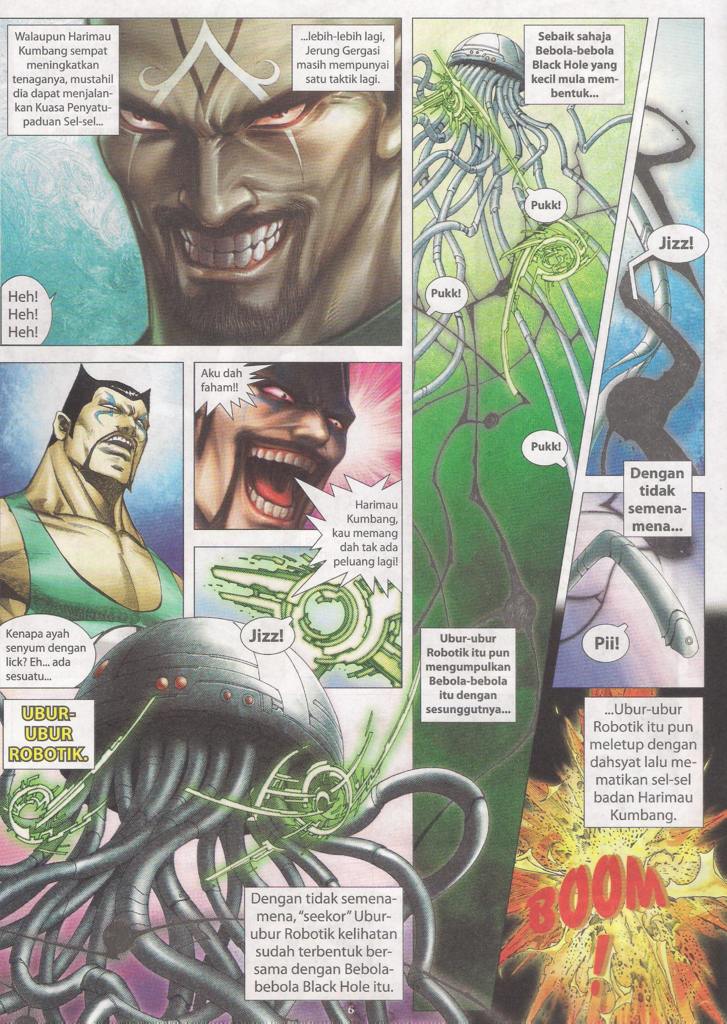 Walaupun Harimau
Kumbang sempat
meningkatkan
tenaganya, mustahil
dia dapat menjalan-
kan Kuasa Penyatu-
paduan Sel-sel...
...lebih-lebih lagi,
Jerung Gergasi
masih mempunyai
satu taktik lagi.
Heh!
Heh!
Heh!
Aku dah
faham!!
Harimau
Kumbang,
kau memang
dah tak ada
peluang lagi!
Kenapa ayah
senyum dengan
lick? Eh... ada
sesuatu...
Jizz!
UBUR-
UBUR
ROBOTIK.
Dengan tidak semena-
mena, "seekor" Ubur-
ubur Robotik kelihatan
sudah terbentuk ber-
sama dengan Bebola-
bebola Black Hole itu.
Sebaik sahaja
Bebola-bebola
Black Hole yang
kecil mula mem-
bentuk...
Pukk!
Pukk!
Pukk!
Ubur-ubur
Robotik itu pun
mengumpulkan
Bebola-bebola
itu dengan
sesunggutnya...
Jizz!
Dengan
tidak
semena-
mena...
Pii!
...Ubur-ubur
Robotik itu pun
meletup dengan
dahsyat lalu me-
matikan sel-sel
badan Harimau
Kumbang.
BOOM
!
6